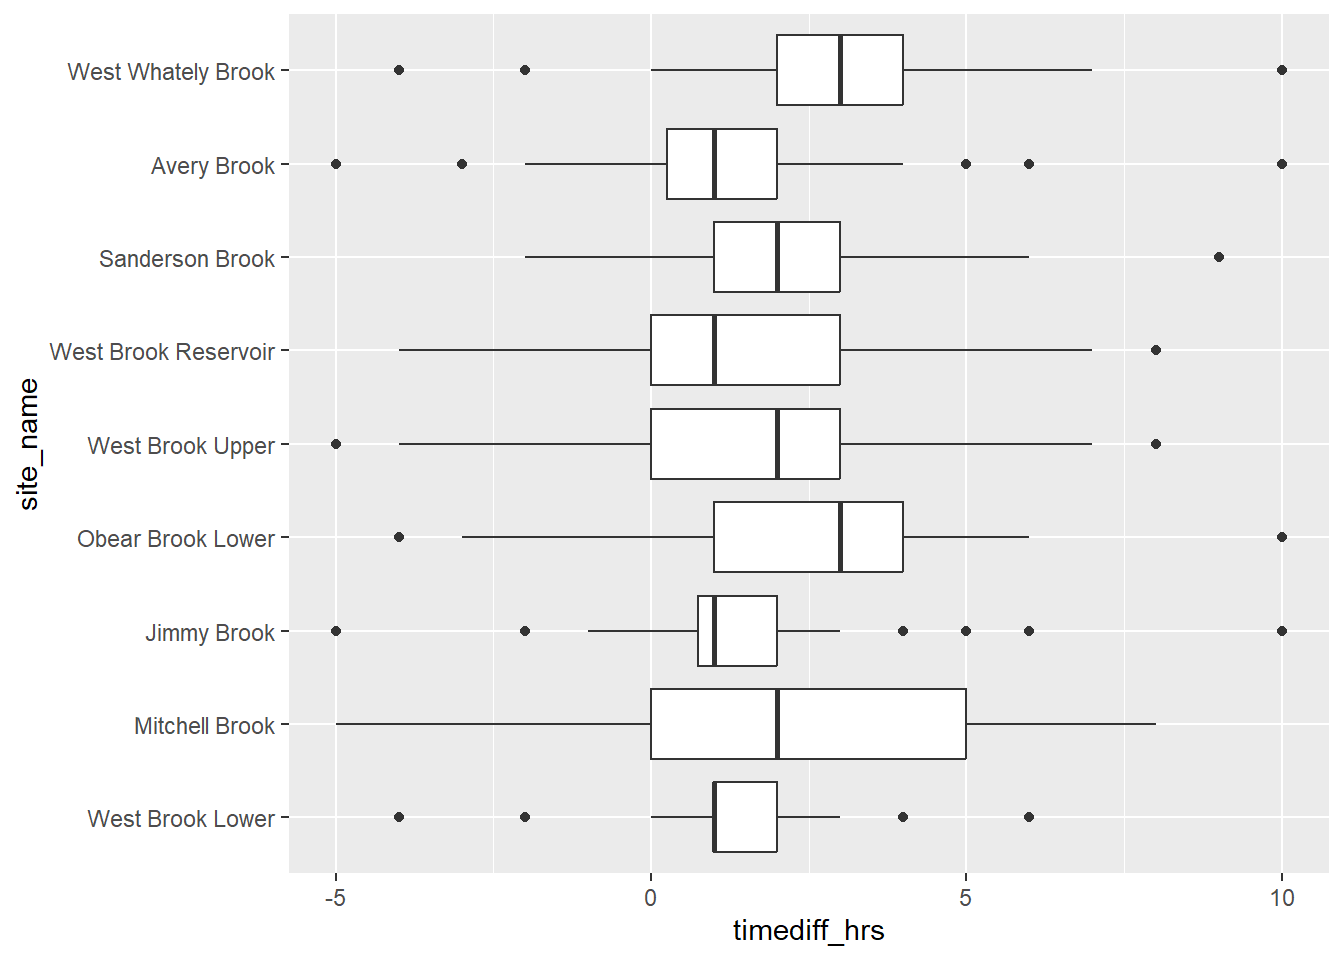 West Whately Brook
Avery Brook
Sanderson Brook
West Brook Reservoir
West Brook Upper
Obear Brook Lower
Jimmy Brook
Mitchell Brook
West Brook Lower
site_name
-5 0 5 10
timediff_hrs